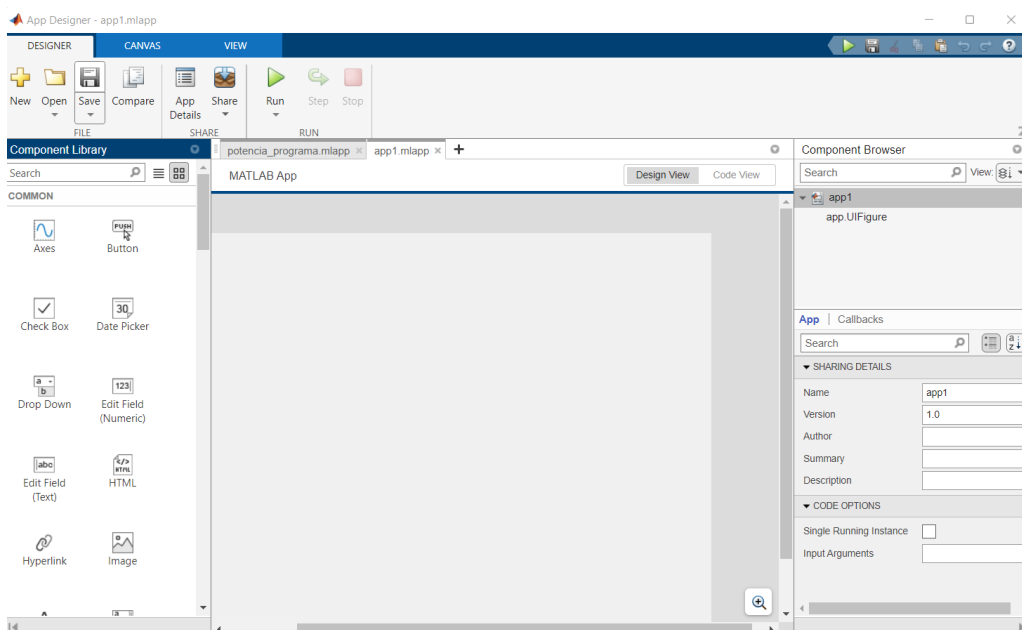 App Designer - app1.mlapp
DESIGNER CANVAS VIEW
New Open Save Compare App Details Share Run Step Stop
FILE SHARE RUN
Component Library
Search
COMMON
Axes
PUSH
Button
Check Box
30
Date Picker
a
b
Drop Down
123
Edit Field
(Numeric)
abc
Edit Field
(Text)
</>
HTML
HTML
Hyperlink
Image
potencia_programa.mlapp × app1.mlapp × +
MATLAB App
Design View Code View
Component Browser
Search View:
app1
app.UIFigure
App | Callbacks
Search
SHARING DETAILS
Name app1
Version 1.0
Author
Summary
Description
CODE OPTIONS
Single Running Instance
Input Arguments